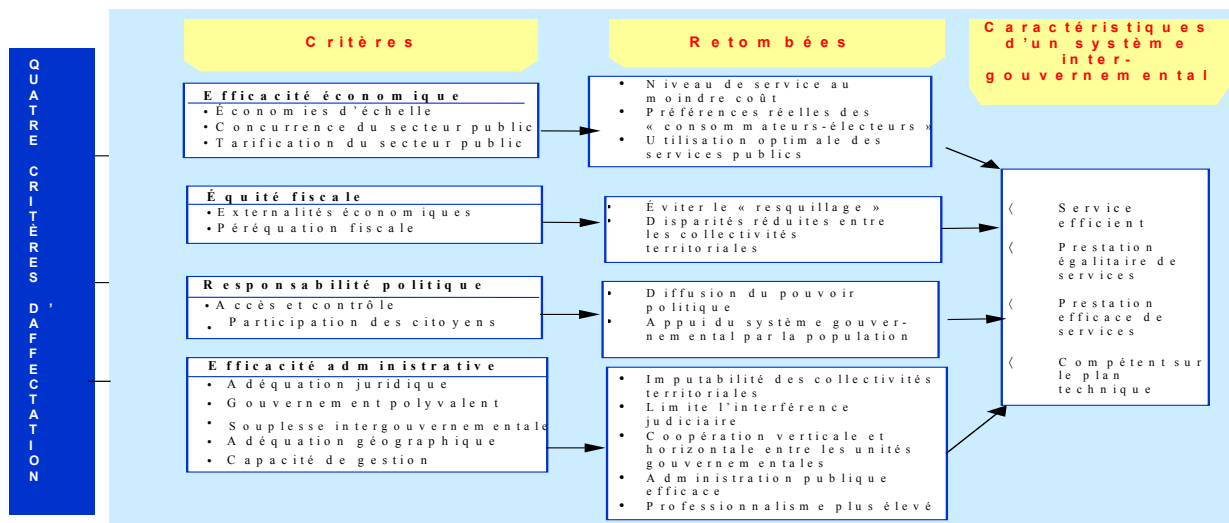 QUATRE CRITÈRES D'AFFECTATION
Critères
Retombées
Caractéristiques
d'un système
inter-
gouvernemental
Efficacité économique
• Économies d'échelle
• Concurrence du secteur public
• Tarification du secteur public
• Niveau de service au
moindre coût
• Préférences réelles des
« consommateurs-électeurs »
• Utilisation optimale des
services publics
Équité fiscale
• Externalités économiques
• Péréquation fiscale
• Éviter le « resquillage »
• Disparités réduites entre
les collectivités
territoriales
Responsabilité politique
• Accès et contrôle
• Participation des citoyens
• Diffusion du pouvoir
politique
• Appui du système gouver-
nemental par la population
Efficacité administrative
• Adéquation juridique
• Gouvernement polyvalent
• Souplesse intergouvernementale
• Adéquation géographique
• Capacité de gestion
• Imputabilité des collectivités
territoriales
• Limite l'interférence
judiciaire
• Coopération verticale et
horizontale entre les unités
gouvernementales
• Administration publique
efficace
• Professionnalisme plus élevé
〈 Service
efficient
〈 Prestation
égalitaire de
services
〈 Prestation
efficace de
services
〈 Compétent sur
le plan
technique